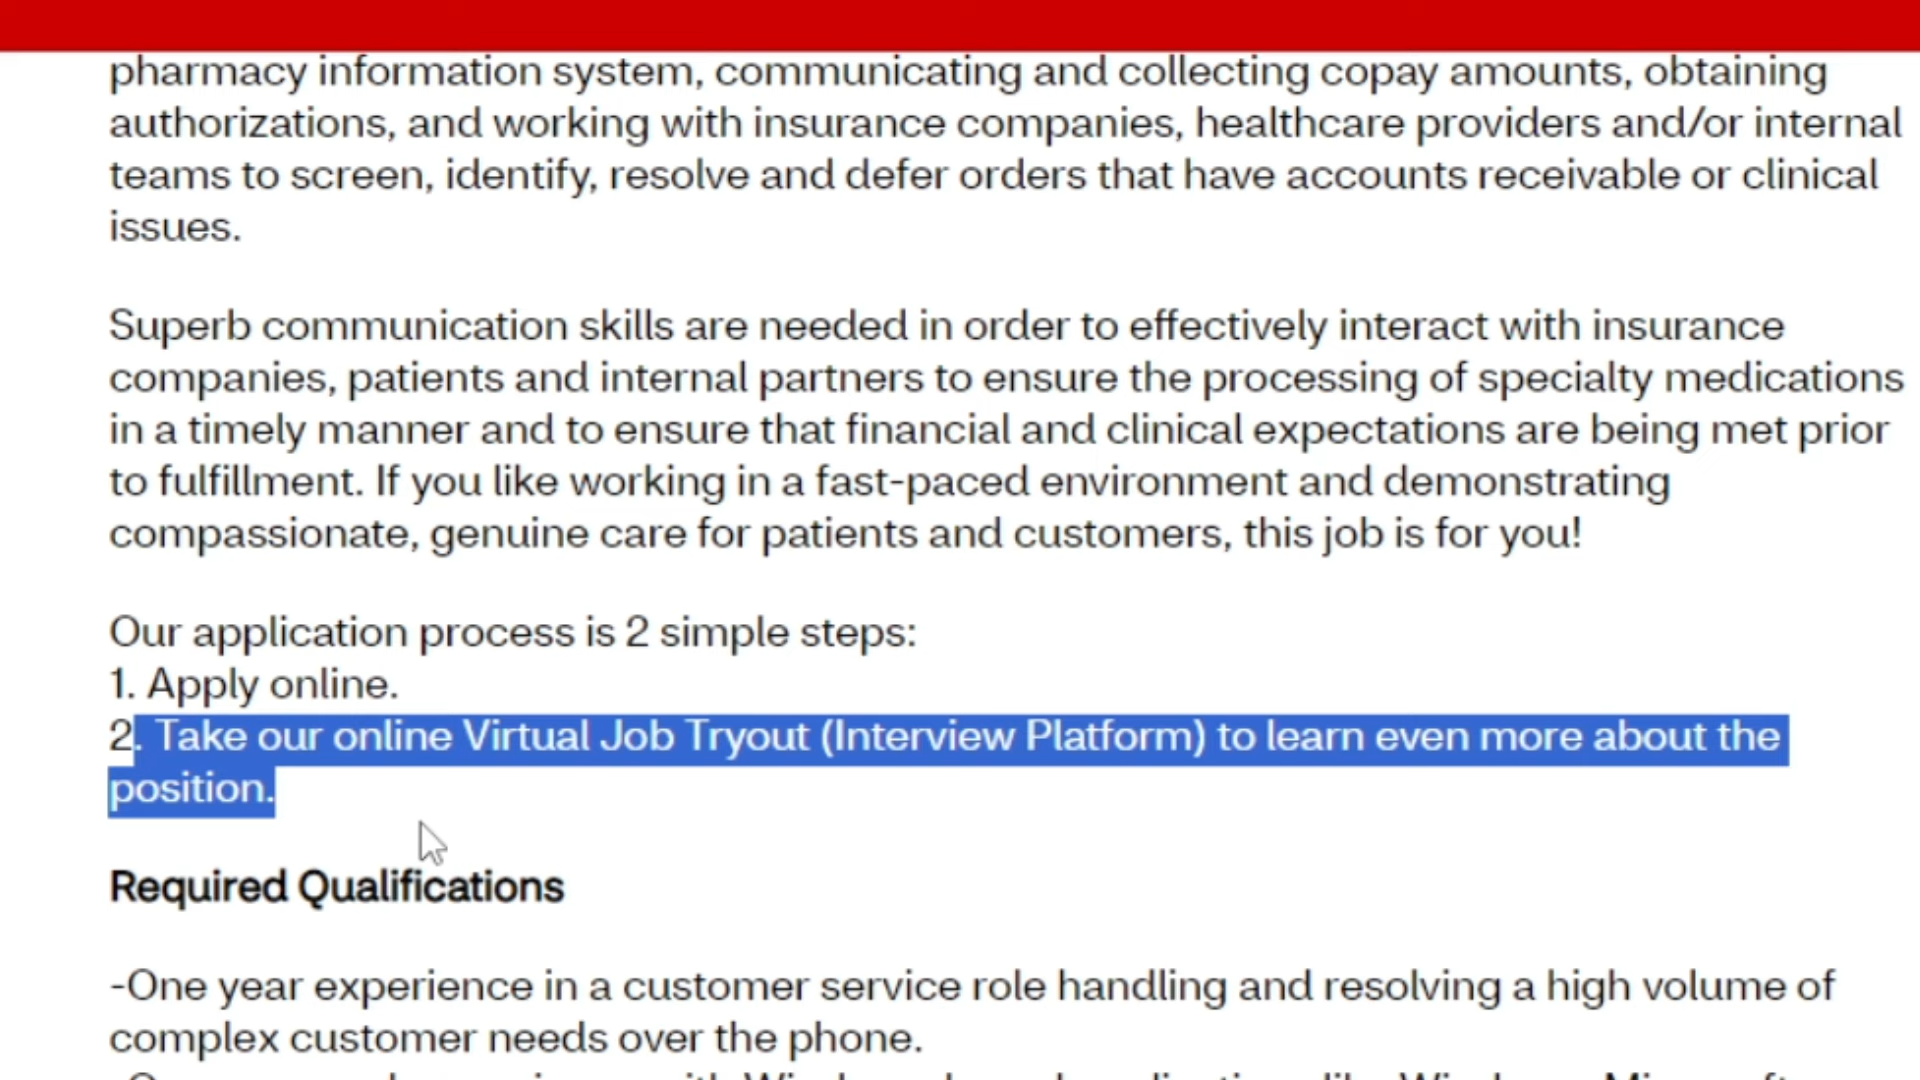 pharmacy information system, communicating and collecting copay amounts, obtaining
authorizations, and working with insurance companies, healthcare providers and/or internal
teams to screen, identify, resolve and defer orders that have accounts receivable or clinical
issues.
Superb communication skills are needed in order to effectively interact with insurance
companies, patients and internal partners to ensure the processing of specialty medications
in a timely manner and to ensure that financial and clinical expectations are being met prior
to fulfillment. If you like working in a fast-paced environment and demonstrating
compassionate, genuine care for patients and customers, this job is for you!
Our application process is 2 simple steps:
1. Apply online.
2. Take our online Virtual Job Tryout (Interview Platform) to learn even more about the
position.
Required Qualifications
-One year experience in a customer service role handling and resolving a high volume of
complex customer needs over the phone.